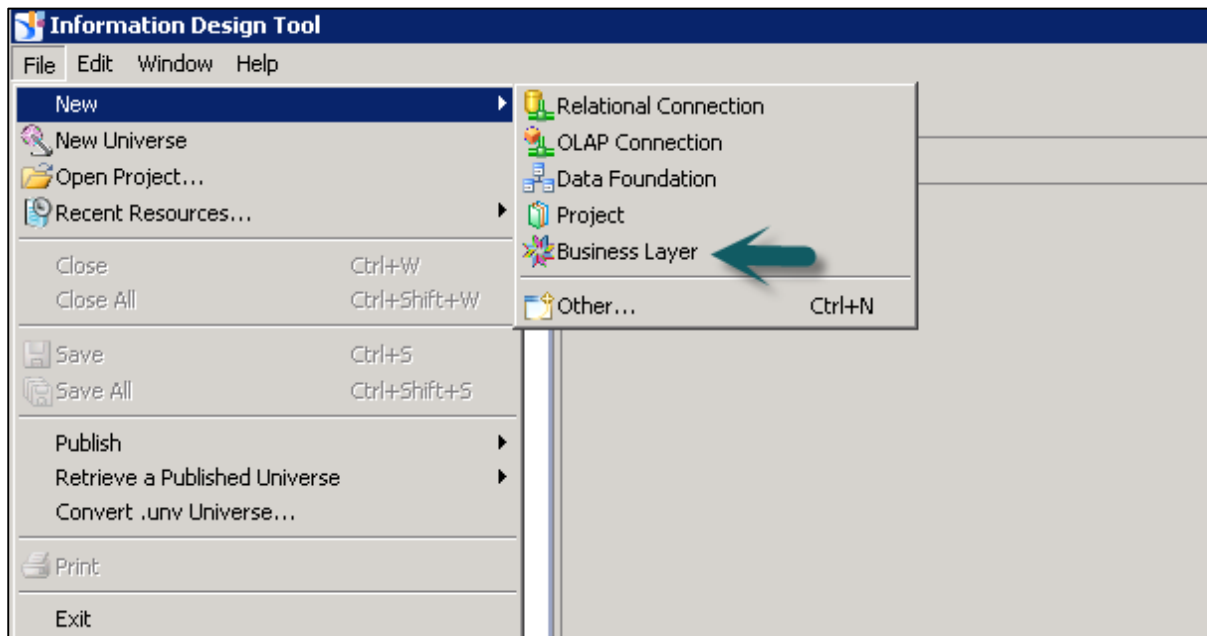 Information Design Tool
File Edit Window Help
New
New Universe
Open Project...
Recent Resources...
Close Ctrl+W
Close All Ctrl+Shift+W
Save Ctrl+S
Save All Ctrl+Shift+S
Publish
Retrieve a Published Universe
Convert .unv Universe...
Print
Exit
Relational Connection
OLAP Connection
Data Foundation
Project
Business Layer
Other... Ctrl+N